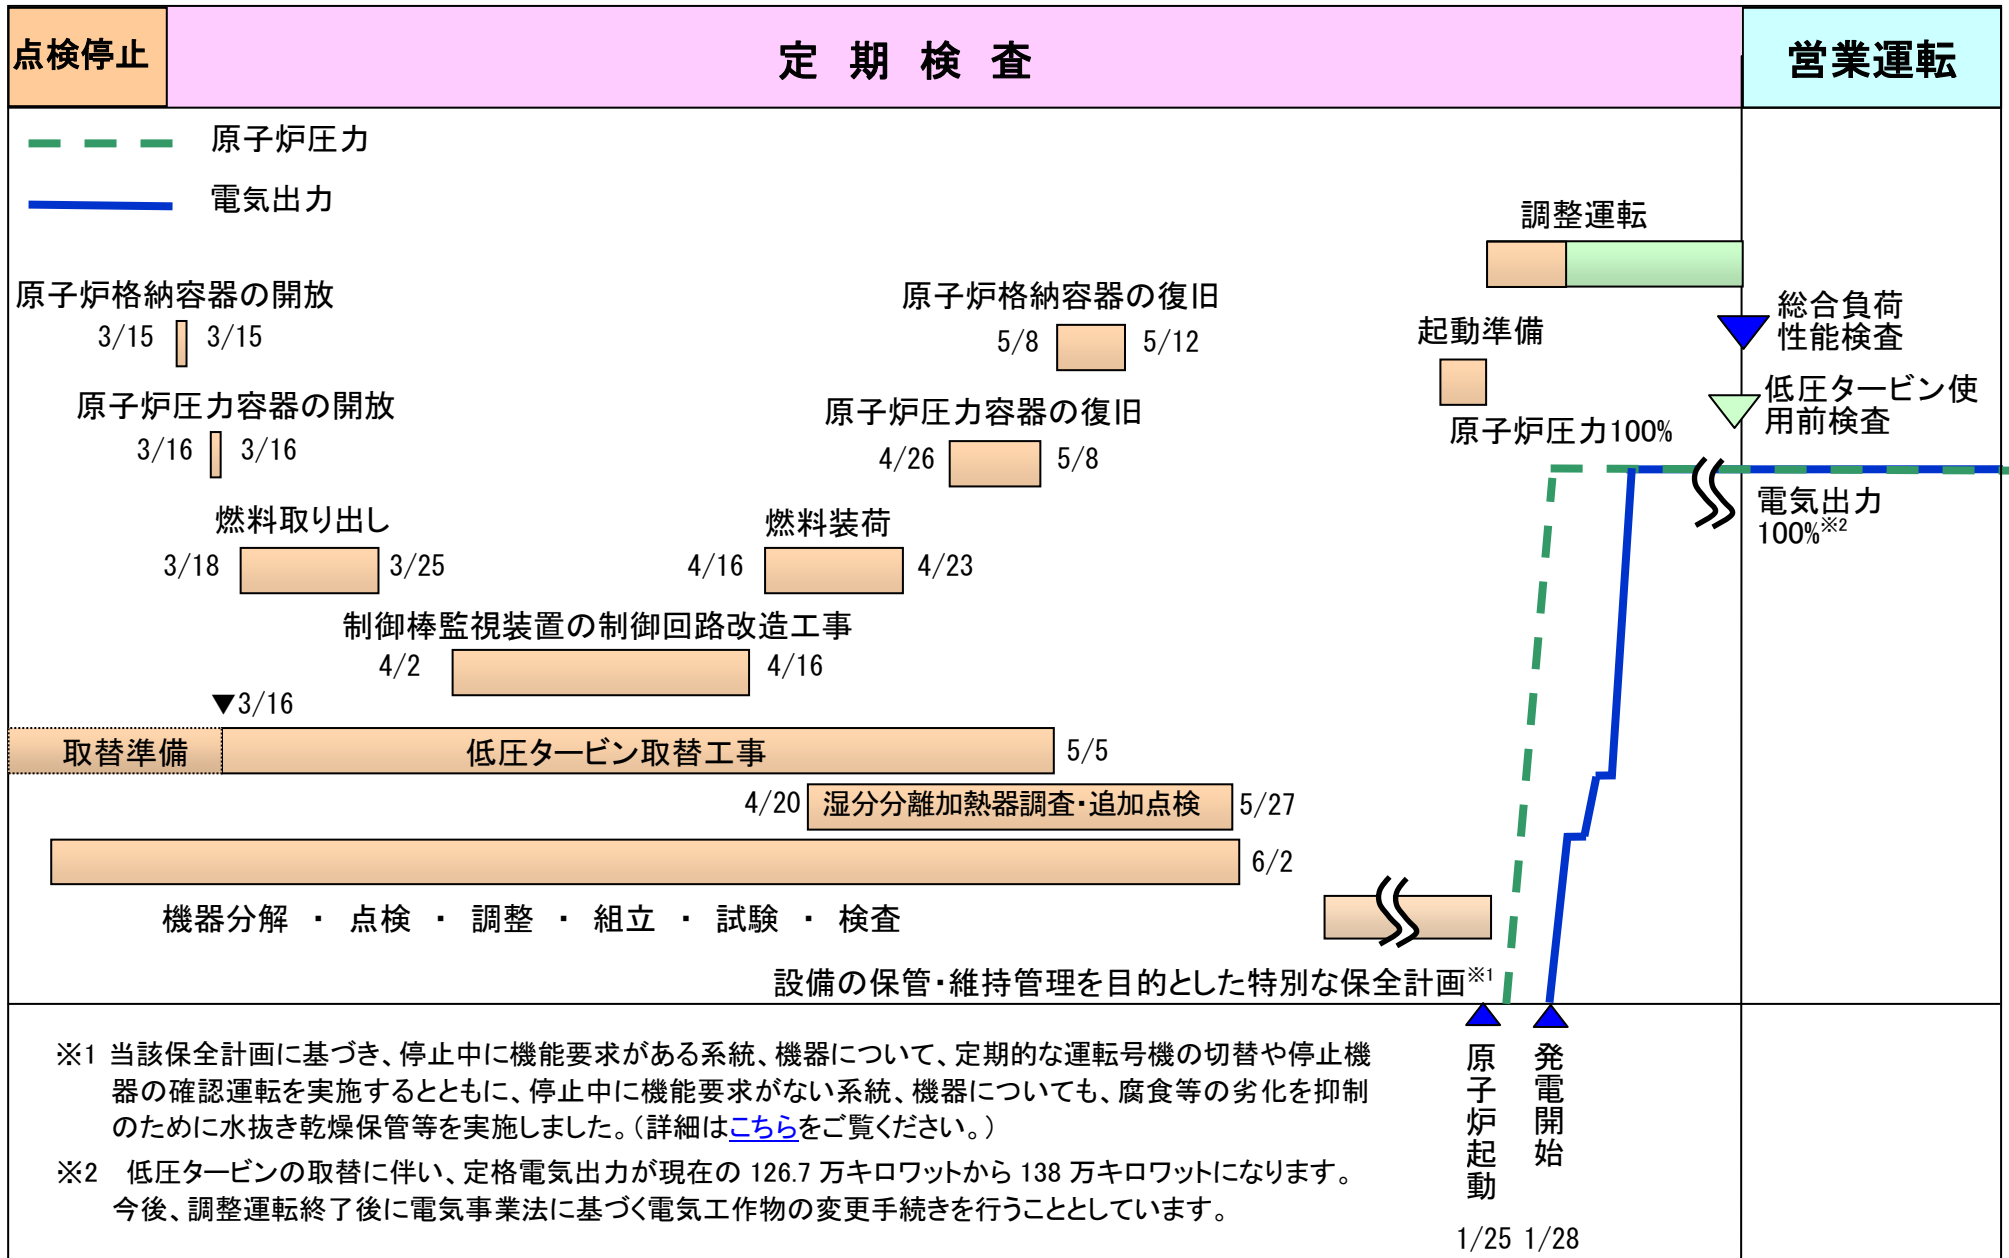 点検停止
定期検査
営業運転
原子炉圧力
電気出力
調整運転
原子炉格納容器の開放
3/15 3/15
原子炉格納容器の復旧
5/8 5/12
起動準備
総合負荷
性能検査
原子炉圧力容器の開放
3/16 3/16
原子炉圧力容器の復旧
4/26 5/8
低圧タービン使
用前検査
原子炉圧力100%
電気出力
100%※2
燃料取り出し
3/18 3/25
燃料装荷
4/16 4/23
制御棒監視装置の制御回路改造工事
4/2 4/16
▼3/16
取替準備
低圧タービン取替工事
5/5
4/20
湿分分離加熱器調査・追加点検
5/27
6/2
機器分解 ・ 点検 ・ 調整 ・ 組立 ・ 試験 ・ 検査
設備の保管・維持管理を目的とした特別な保全計画※1
※1 当該保全計画に基づき、停止中に機能要求がある系統、機器について、定期的な運転号機の切替や停止機
器の確認運転を実施するとともに、停止中に機能要求がない系統、機器についても、腐食等の劣化を抑制
のために水抜き乾燥保管等を実施しました。(詳細はこちらをご覧ください。)
※2 低圧タービンの取替に伴い、定格電気出力が現在の 126.7 万キロワットから 138 万キロワットになります。
今後、調整運転終了後に電気事業法に基づく電気工作物の変更手続きを行うこととしています。
原子炉起動
1/25
発電開始
1/28